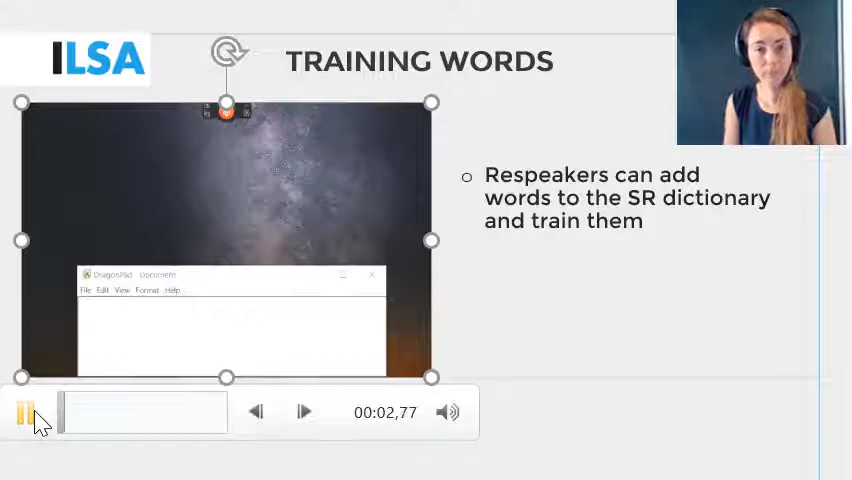 ILSA
TRAINING WORDS
Respeakers can add
words to the SR dictionary
and train them
DragonPad Document
File Edit View Format Help
00:02,77